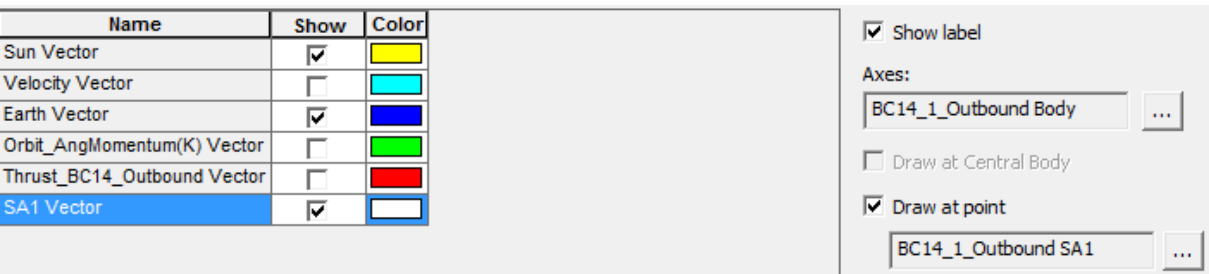 Name Show Color
Sun Vector
Velocity Vector
Earth Vector
Orbit_AngMomentum(K) Vector
Thrust_BC14_Outbound Vector
SA1 Vector
Show label
Axes:
BC14_1_Outbound Body ...
Draw at Central Body
Draw at point
BC14_1_Outbound SA1 ...